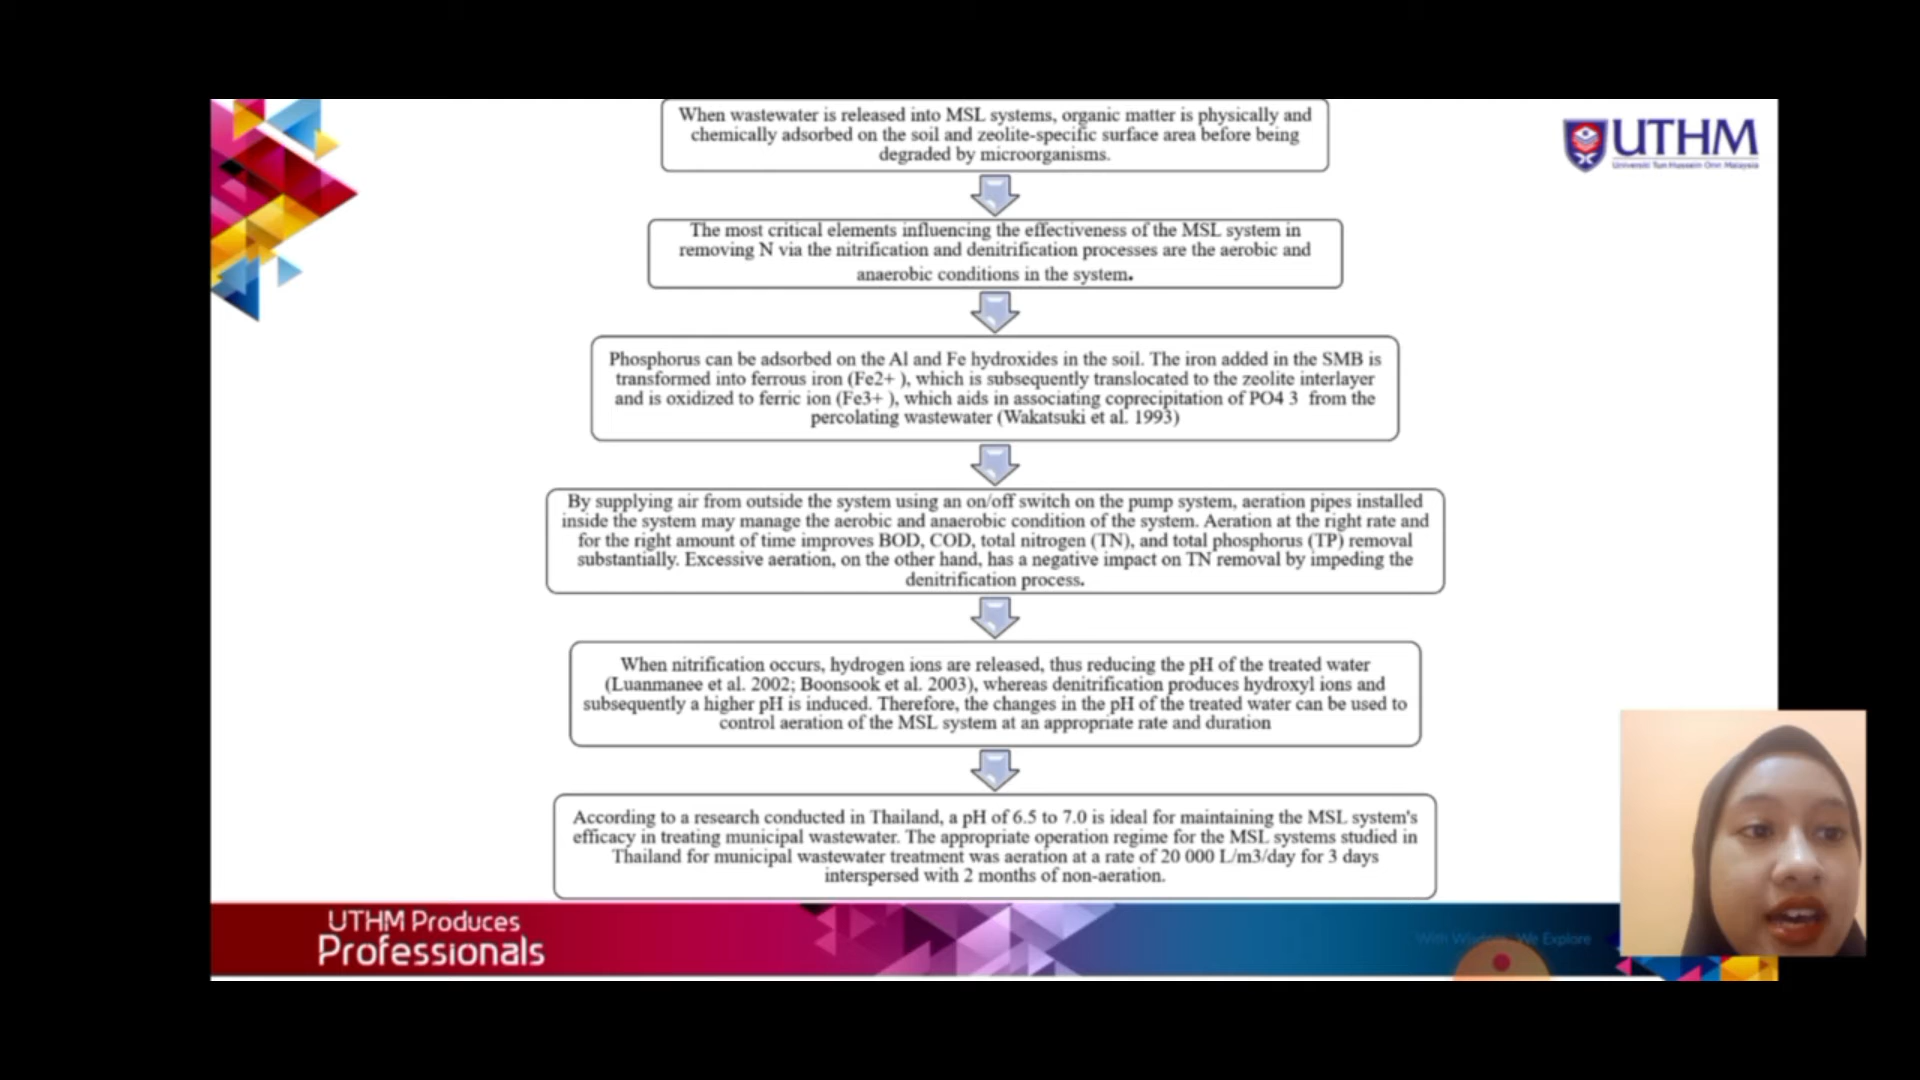 When wastewater is released into MSL systems, organic matter is physically and
chemically adsorbed on the soil and zeolite-specific surface area before being
degraded by microorganisms.
UTHM
Universiti Tun Hussein Onn Malaysia
The most critical elements influencing the effectiveness of the MSL system in
removing N via the nitrification and denitrification processes are the aerobic and
anaerobic conditions in the system.
Phosphorus can be adsorbed on the Al and Fe hydroxides in the soil. The iron added in the SMB is
transformed into ferrous iron (Fe2+ ), which is subsequently translocated to the zeolite interlayer
and is oxidized to ferric ion (Fe3+ ), which aids in associating coprecipitation of PO4 3 from the
percolating wastewater (Wakatsuki et al. 1993)
By supplying air from outside the system using an on/off switch on the pump system, aeration pipes installed
inside the system may manage the aerobic and anaerobic condition of the system. Aeration at the right rate and
for the right amount of time improves BOD, COD, total nitrogen (TN), and total phosphorus (TP) removal
substantially. Excessive aeration, on the other hand, has a negative impact on TN removal by impeding the
denitrification process.
When nitrification occurs, hydrogen ions are released, thus reducing the pH of the treated water
(Luanmanee et al. 2002; Boonsook et al. 2003), whereas denitrification produces hydroxyl ions and
subsequently a higher pH is induced. Therefore, the changes in the pH of the treated water can be used to
control aeration of the MSL system at an appropriate rate and duration
According to a research conducted in Thailand, a pH of 6.5 to 7.0 is ideal for maintaining the MSL system's
efficacy in treating municipal wastewater. The appropriate operation regime for the MSL systems studied in
Thailand for municipal wastewater treatment was aeration at a rate of 20 000 L/m3/day for 3 days
interspersed with 2 months of non-aeration.
UTHM Produces
Professionals
With We Explore